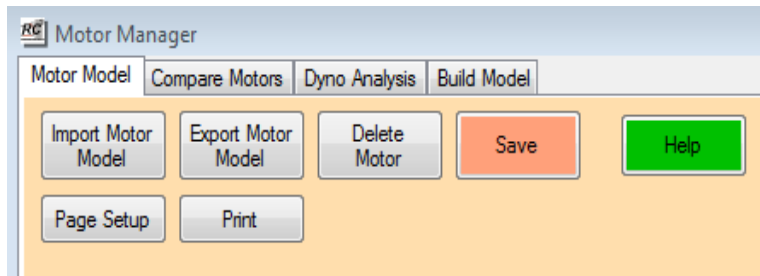 RC Motor Manager
Motor Model Compare Motors Dyno Analysis Build Model
Import Motor Model
Export Motor Model
Delete Motor
Save
Help
Page Setup
Print